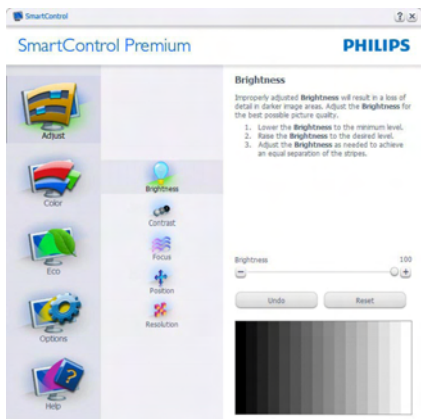 SmartControl
SmartControl Premium
PHILIPS
Adjust
Color
Eco
Options
Help
Brightness
Contrast
Focus
Position
Resolution
Brightness
Improperly adjusted Brightness will result in a loss of
detail in darker image areas. Adjust the Brightness for
the best possible picture quality.
1. Lower the Brightness to the minimum level.
2. Raise the Brightness to the desired level.
3. Adjust the Brightness as needed to achieve
an equal separation of the stripes.
Brightness 100
Undo Reset